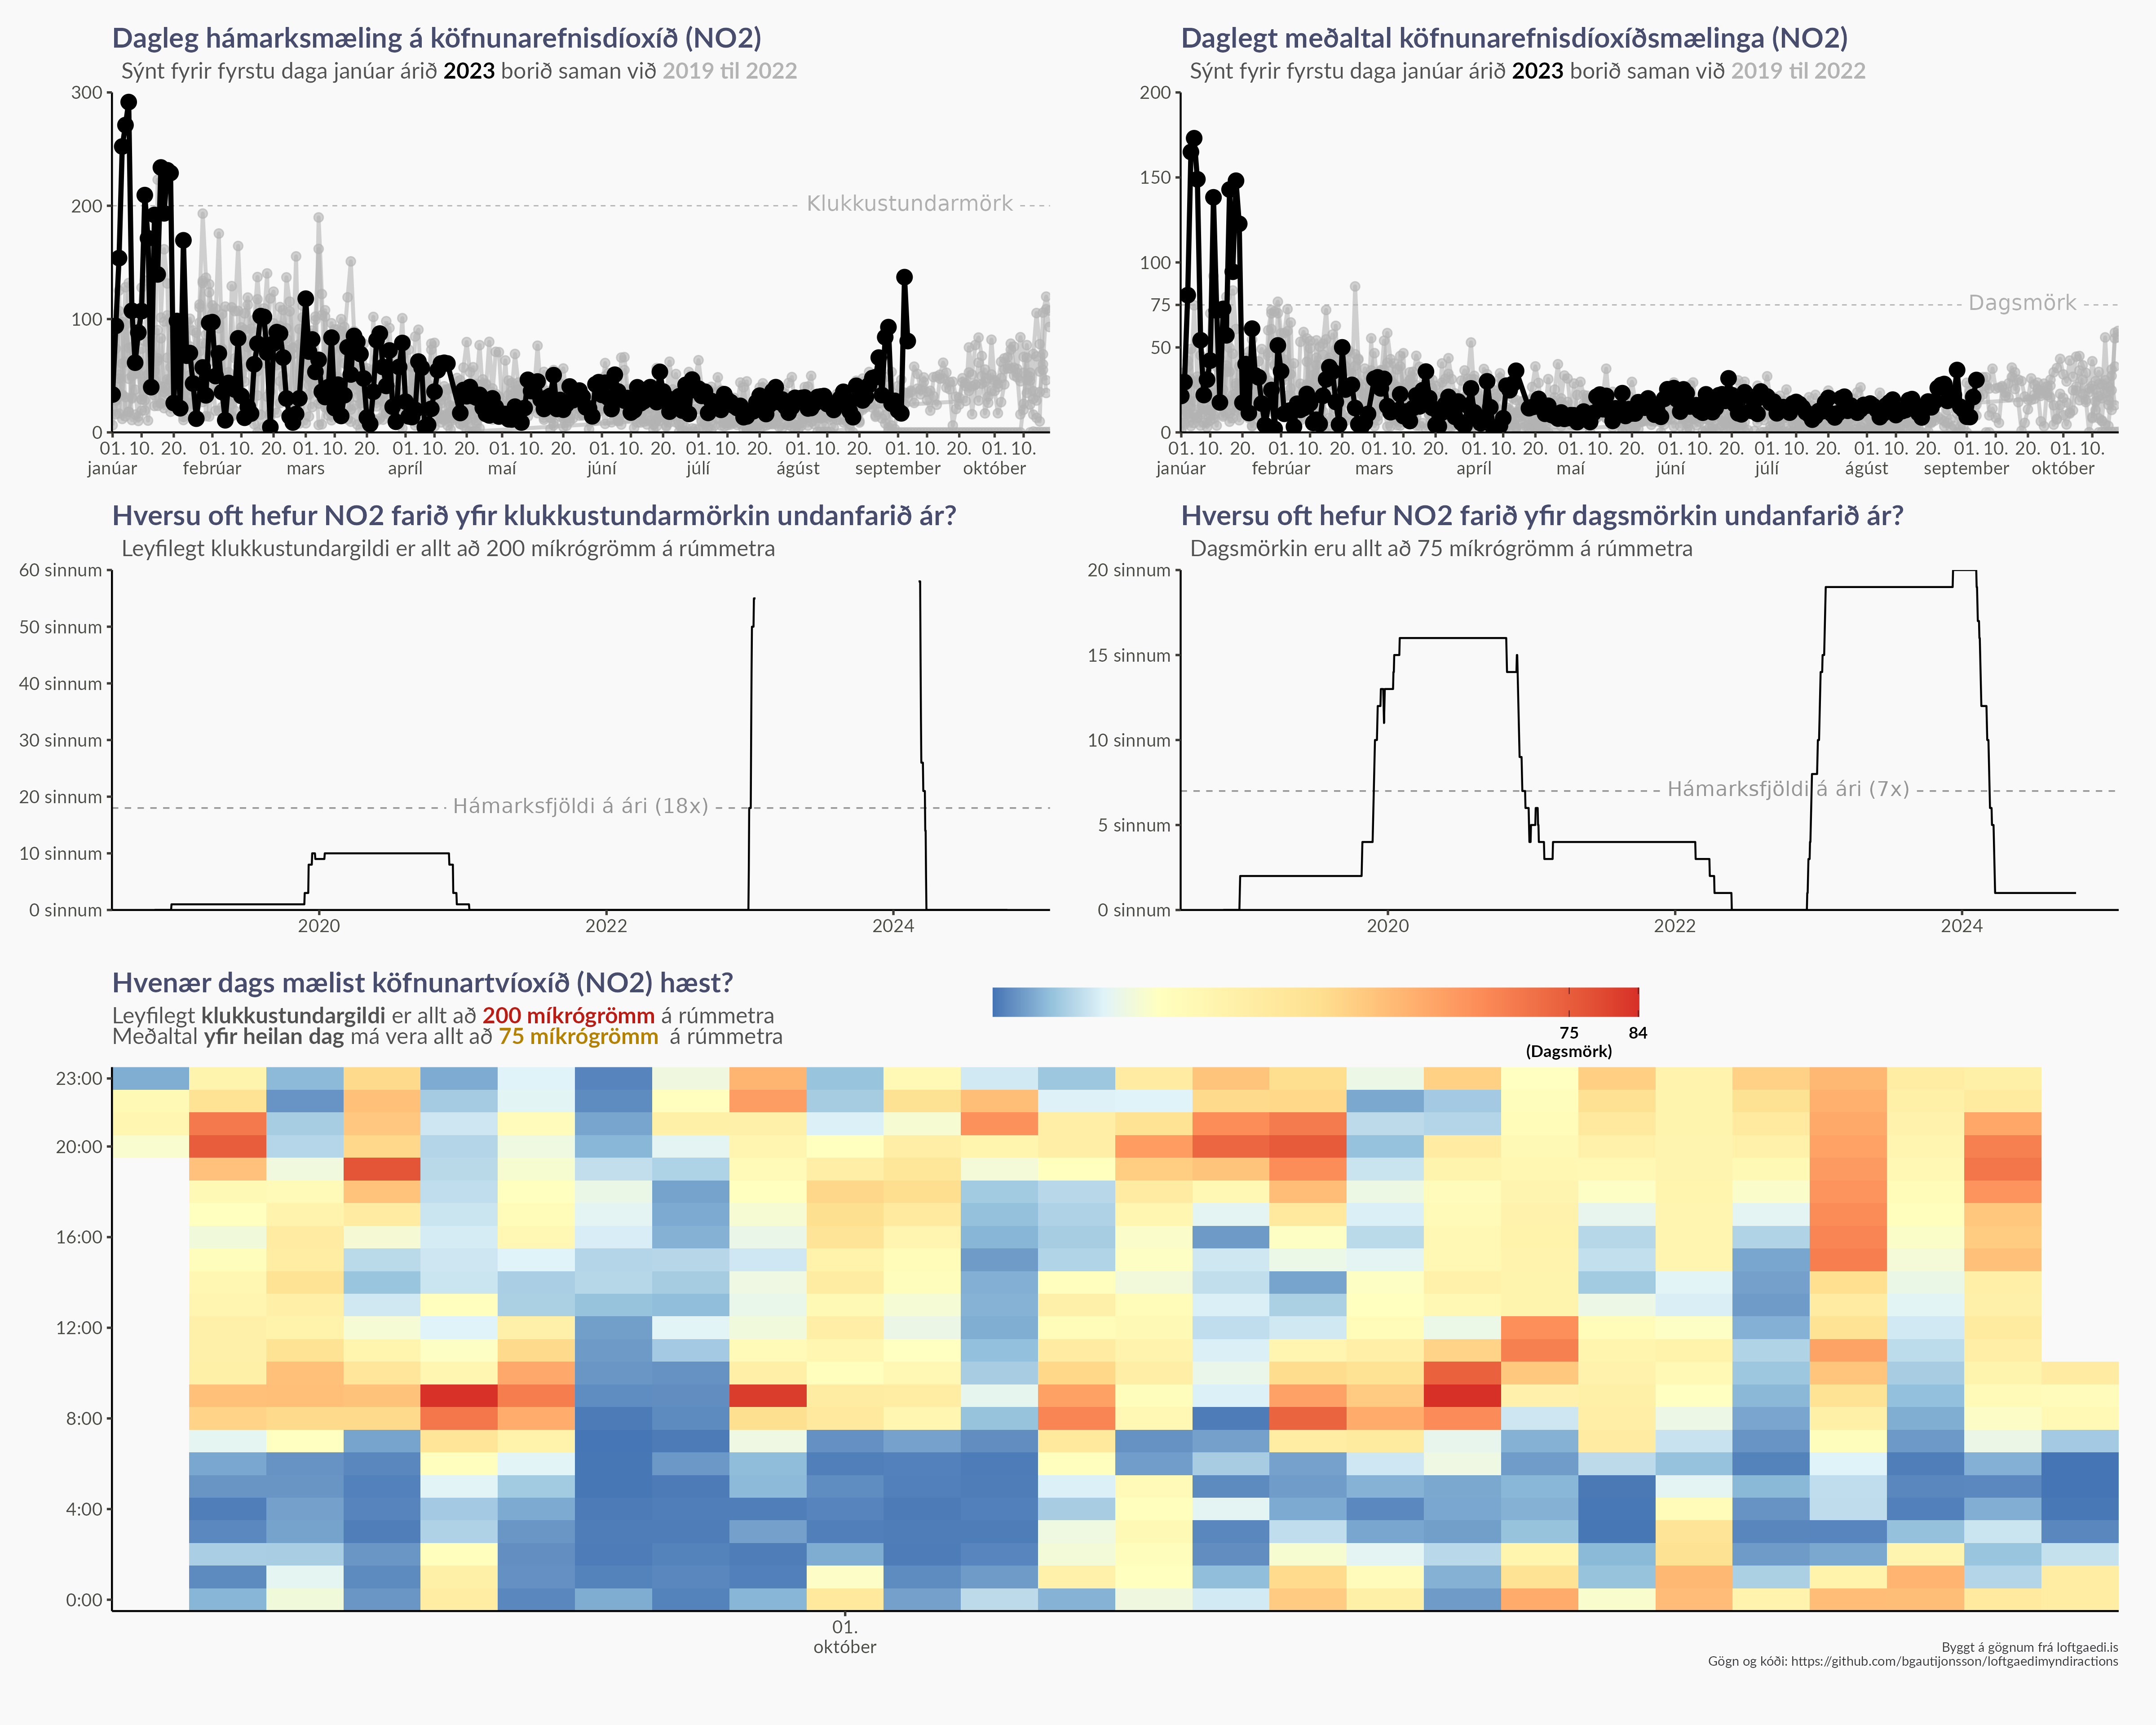 Dagleg hámarksmæling á köfnunarefnisdíoxíð (NO2)
Sýnt fyrir fyrstu daga janúar árið 2023 borið saman við 2019 til 2022
300
200
100
0
Klukkustundarmörk
01. 10. 20. 01. 10. 20. 01. 10. 20. 01. 10. 20. 01. 10. 20. 01. 10. 20. 01. 10. 20. 01. 10. 20. 01. 10. 20. 01. 10.
janúar febrúar mars apríl maí júní júlí ágúst september október
Daglegt meðaltal köfnunarefnisdíoxíðsmælinga (NO2)
Sýnt fyrir fyrstu daga janúar árið 2023 borið saman við 2019 til 2022
200
150
100
75
50
0
Dagsmörk
01. 10. 20. 01. 10. 20. 01. 10. 20. 01. 10. 20. 01. 10. 20. 01. 10. 20. 01. 10. 20. 01. 10. 20. 01. 10. 20. 01. 10.
janúar febrúar mars apríl maí júní júlí ágúst september október
Hversu oft hefur NO2 farið yfir klukkustundarmörkin undanfarið ár?
Leyfilegt klukkustundargildi er allt að 200 míkrógrömm á rúmmetra
60 sinnum
50 sinnum
40 sinnum
30 sinnum
20 sinnum
10 sinnum
0 sinnum
Hámarksfjöldi á ári (18x)
2020 2022 2024
Hversu oft hefur NO2 farið yfir dagsmörkin undanfarið ár?
Dagsmörkin eru allt að 75 míkrógrömm á rúmmetra
20 sinnum
15 sinnum
10 sinnum
5 sinnum
0 sinnum
Hámarksfjöldi á ári (7x)
2020 2022 2024
Hvenær dags mælist köfnunartvíoxíð (NO2) hæst?
Leyfilegt klukkustundargildi er allt að 200 míkrógrömm á rúmmetra
Meðaltal yfir heilan dag má vera allt að 75 míkrógrömm á rúmmetra
75 84
(Dagsmörk)
23:00
20:00
16:00
12:00
8:00
4:00
0:00
01.
október
Byggt á gögnum frá loftgaedi.is
Gögn og kóði: https://github.com/bgautijonsson/loftgaedimyndiractions